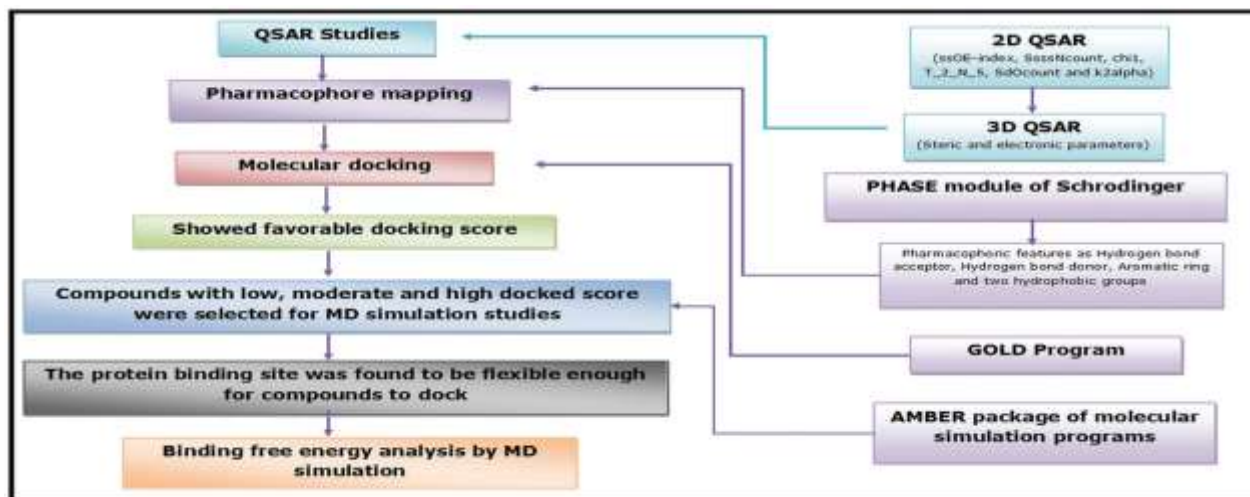 QSAR Studies
Pharmacophore mapping
Molecular docking
Showed favorable docking score
Compounds with low, moderate and high docked score
were selected for MD simulation studies
The protein binding site was found to be flexible enough
for compounds to dock
Binding free energy analysis by MD
simulation
2D QSAR
(ssOE-index, SsssNcount, chi1,
T_2_N_5, SdOcount and k2alpha)
3D QSAR
(Steric and electronic parameters)
PHASE module of Schrodinger
Pharmacophoric features as Hydrogen bond
acceptor, Hydrogen bond donor, Aromatic ring
and two hydrophobic groups
GOLD Program
AMBER package of molecular
simulation programs